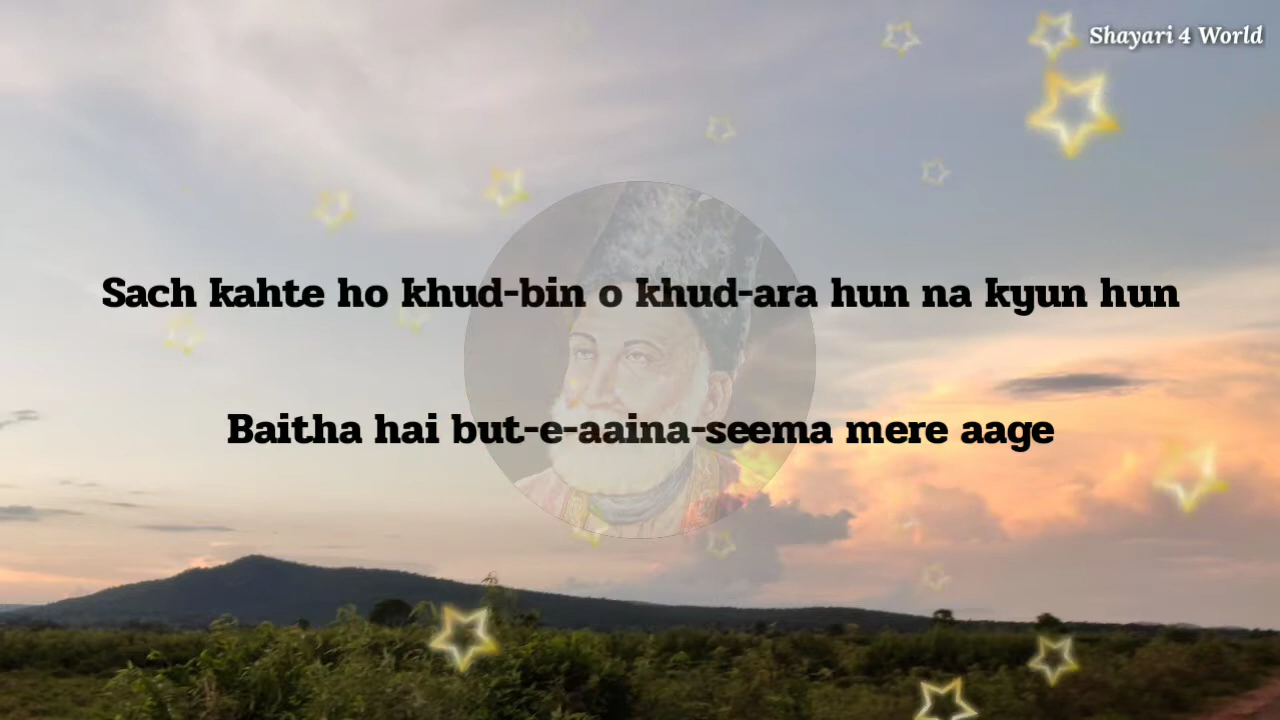 Shayari 4 World
Sach kahte ho khud-bin o khud-ara hun na kyun hun
Baitha hai but-e-aaina-seema mere aage